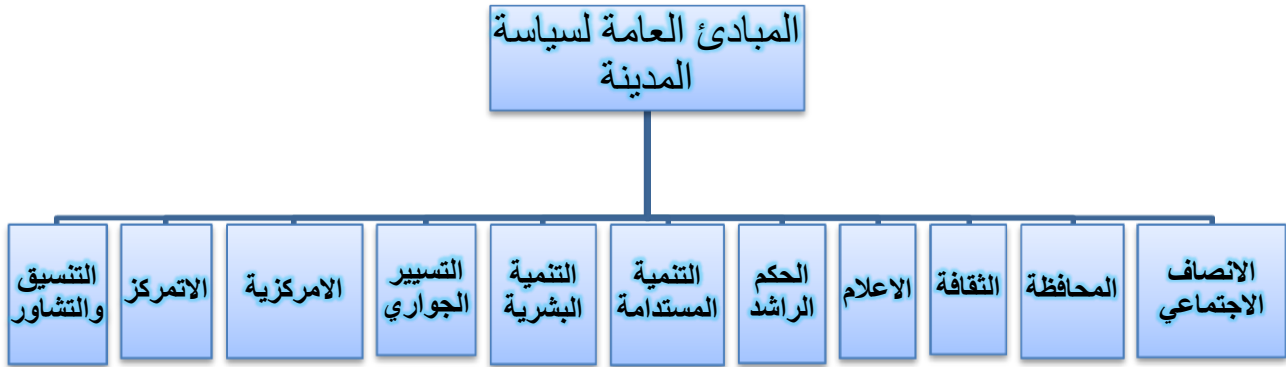 المبادئ العامة لسياسة
المدينة
الانصاف
الاجتماعي
المحافظة
الثقافة
الاعلام
الحكم
الراشد
التنمية
المستدامة
التنمية
البشرية
التسيير
الجواري
الامركزية
الاتمركز
التنسيق
والتشاور